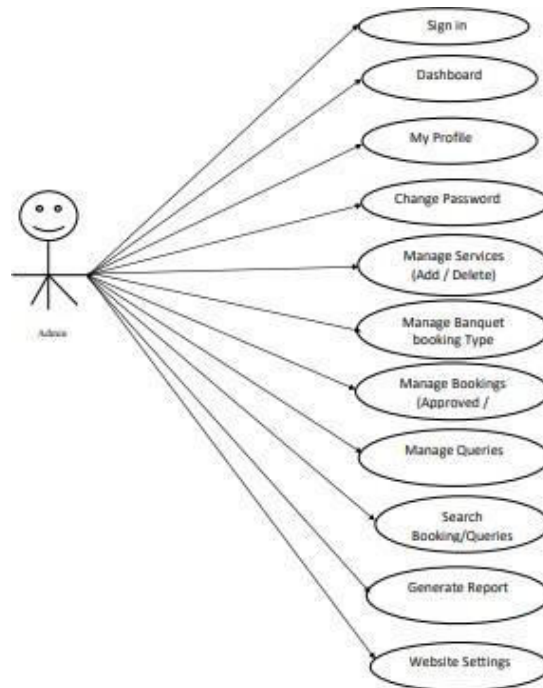 Sign in
Dashboard
My Profile
Change Password
Manage Services
(Add / Delete)
Admin
Manage Banquet
booking Type
Manage Bookings
(Approved /
Manage Queries
Search
Booking/Queries
Generate Report
Website Settings